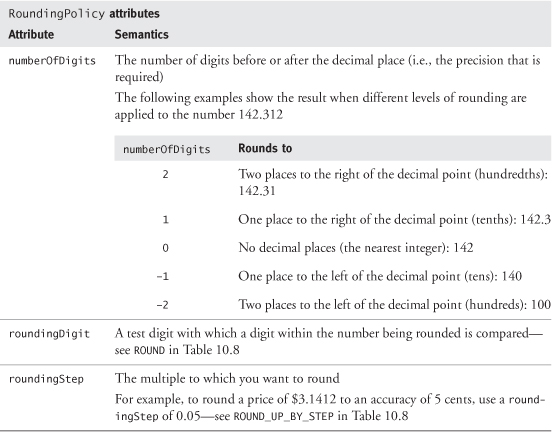 RoundingPolicy attributes
Attribute Semantics
numberOfDigits The number of digits before or after the decimal place (i.e., the precision that is
required)
The following examples show the result when different levels of rounding are
applied to the number 142.312
numberOfDigits Rounds to
2 Two places to the right of the decimal point (hundredths):
142.31
1 One place to the right of the decimal point (tenths): 142.3
0 No decimal places (the nearest integer): 142
–1 One place to the left of the decimal point (tens): 140
–2 Two places to the left of the decimal point (hundreds): 100
roundingDigit A test digit with which a digit within the number being rounded is compared—
see ROUND in Table 10.8
roundingStep The multiple to which you want to round
For example, to round a price of $3.1412 to an accuracy of 5 cents, use a round-
ingStep of 0.05—see ROUND_UP_BY_STEP in Table 10.8